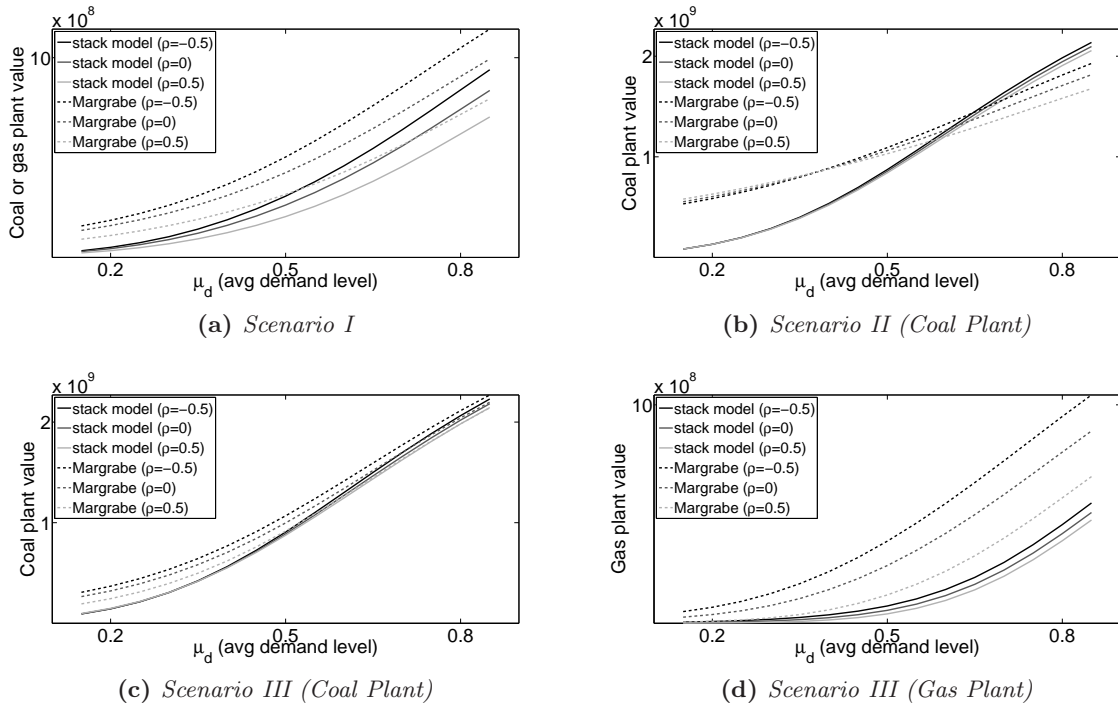 x 10^8
10
Coal or gas plant value
stack model (ρ=−0.5)
stack model (ρ=0)
stack model (ρ=0.5)
Margrabe (ρ=−0.5)
Margrabe (ρ=0)
Margrabe (ρ=0.5)
0.2 0.5 0.8
μ_d (avg demand level)
(a) Scenario I
x 10^9
2
1
Coal plant value
stack model (ρ=−0.5)
stack model (ρ=0)
stack model (ρ=0.5)
Margrabe (ρ=−0.5)
Margrabe (ρ=0)
Margrabe (ρ=0.5)
0.2 0.5 0.8
μ_d (avg demand level)
(b) Scenario II (Coal Plant)
x 10^9
2
1
Coal plant value
stack model (ρ=−0.5)
stack model (ρ=0)
stack model (ρ=0.5)
Margrabe (ρ=−0.5)
Margrabe (ρ=0)
Margrabe (ρ=0.5)
0.2 0.5 0.8
μ_d (avg demand level)
(c) Scenario III (Coal Plant)
x 10^8
10
Gas plant value
stack model (ρ=−0.5)
stack model (ρ=0)
stack model (ρ=0.5)
Margrabe (ρ=−0.5)
Margrabe (ρ=0)
Margrabe (ρ=0.5)
0.2 0.5 0.8
μ_d (avg demand level)
(d) Scenario III (Gas Plant)